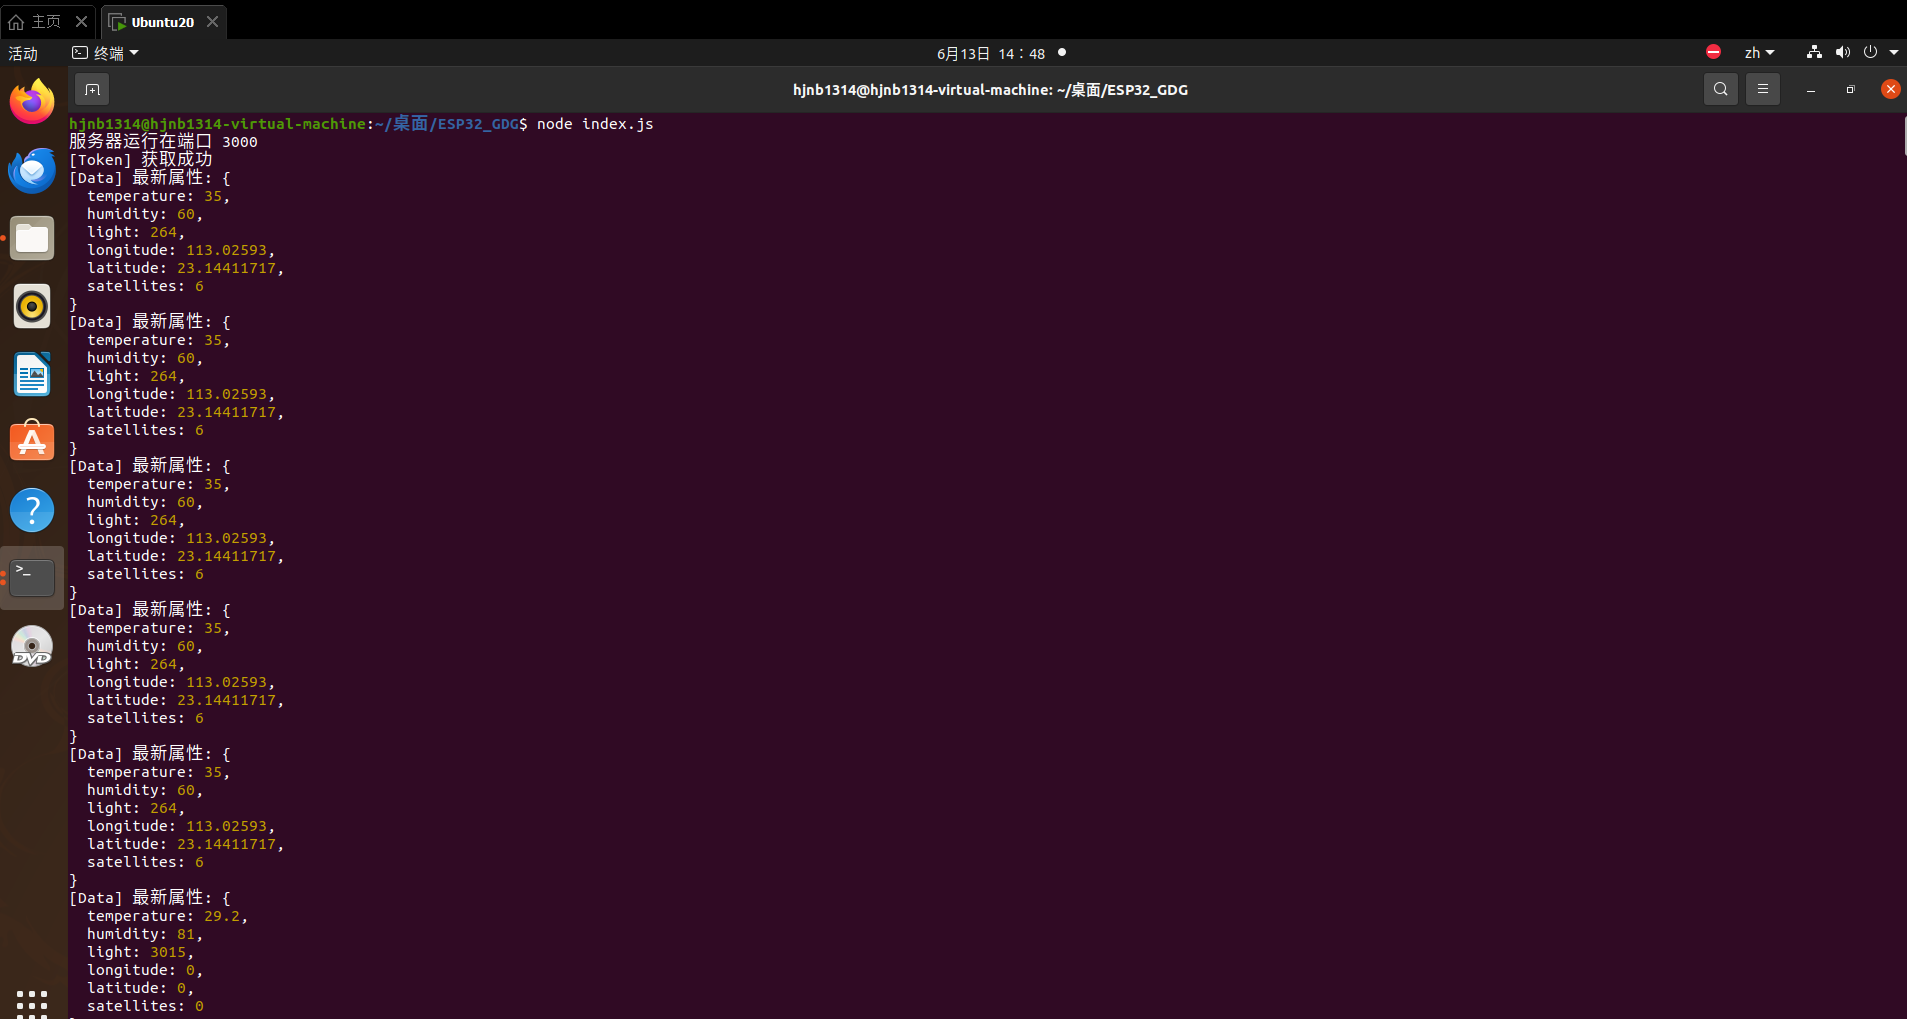 主页
Ubuntu20
活动
终端
6月13日 14：48
zh
hjnb1314@hjnb1314-virtual-machine: ~/桌面/ESP32_GDG
hjnb1314@hjnb1314-virtual-machine:~/桌面/ESP32_GDG$ node index.js
服务器运行在端口 3000
[Token] 获取成功
[Data] 最新属性: {
  temperature: 35,
  humidity: 60,
  light: 264,
  longitude: 113.02593,
  latitude: 23.14411717,
  satellites: 6
}
[Data] 最新属性: {
  temperature: 35,
  humidity: 60,
  light: 264,
  longitude: 113.02593,
  latitude: 23.14411717,
  satellites: 6
}
[Data] 最新属性: {
  temperature: 35,
  humidity: 60,
  light: 264,
  longitude: 113.02593,
  latitude: 23.14411717,
  satellites: 6
}
[Data] 最新属性: {
  temperature: 35,
  humidity: 60,
  light: 264,
  longitude: 113.02593,
  latitude: 23.14411717,
  satellites: 6
}
[Data] 最新属性: {
  temperature: 35,
  humidity: 60,
  light: 264,
  longitude: 113.02593,
  latitude: 23.14411717,
  satellites: 6
}
[Data] 最新属性: {
  temperature: 29.2,
  humidity: 81,
  light: 3015,
  longitude: 0,
  latitude: 0,
  satellites: 0
DVD